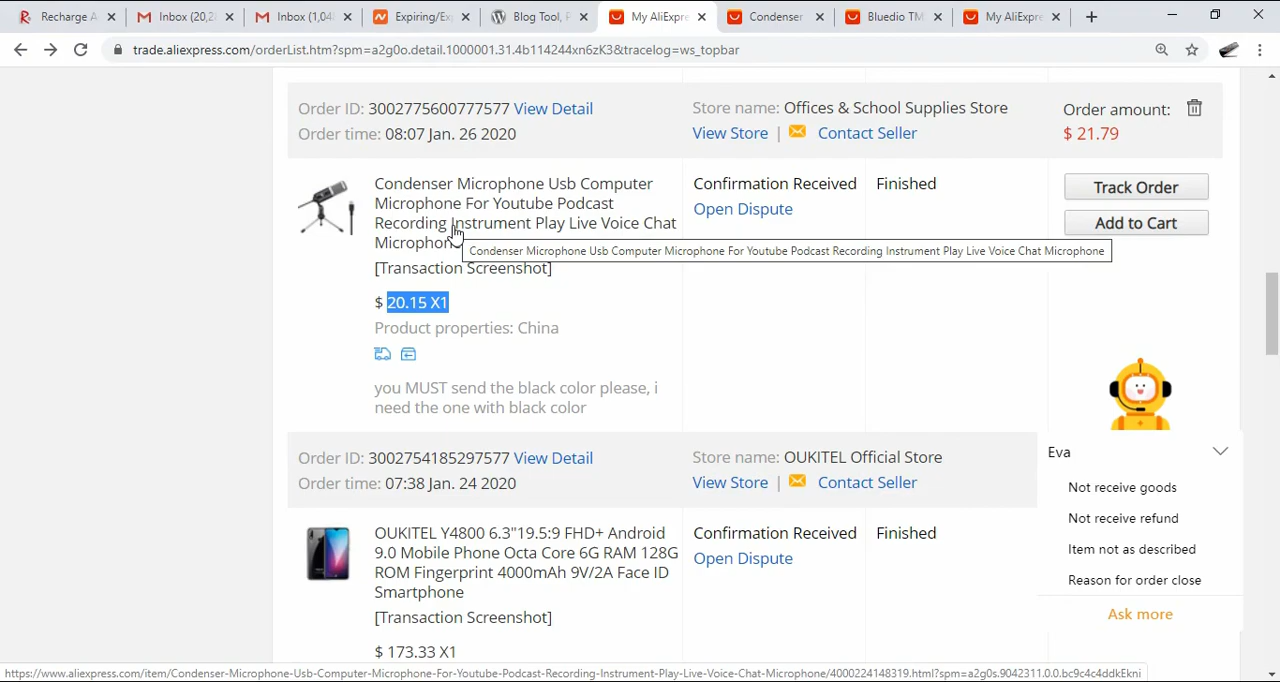 Recharge A
Inbox (20,2
Inbox (1,04
Expiring/Ex
Blog Tool, P
My AliExpre
Condenser
Bluedio TM
My AliExpre
trade.aliexpress.com/orderList.htm?spm=a2g0o.detail.1000001.31.4b114244xn6zK3&tracelog=ws_topbar
Order ID: 3002775600777577 View Detail
Store name: Offices & School Supplies Store
Order amount:
Order time: 08:07 Jan. 26 2020
View Store | Contact Seller
$ 21.79
Condenser Microphone Usb Computer
Microphone For Youtube Podcast
Recording Instrument Play Live Voice Chat
Microphon
Confirmation Received
Open Dispute
Finished
Track Order
Add to Cart
Condenser Microphone Usb Computer Microphone For Youtube Podcast Recording Instrument Play Live Voice Chat Microphone
[Transaction Screenshot]
$ 20.15 X1
Product properties: China
you MUST send the black color please, i
need the one with black color
Order ID: 3002754185297577 View Detail
Store name: OUKITEL Official Store
Order time: 07:38 Jan. 24 2020
View Store | Contact Seller
Eva
Not receive goods
Not receive refund
Item not as described
Reason for order close
Ask more
OUKITEL Y4800 6.3"19.5:9 FHD+ Android
9.0 Mobile Phone Octa Core 6G RAM 128G
ROM Fingerprint 4000mAh 9V/2A Face ID
Smartphone
Confirmation Received
Open Dispute
Finished
[Transaction Screenshot]
$ 173.33 X1
https://www.aliexpress.com/item/Condenser-Microphone-Usb-Computer-Microphone-For-Youtube-Podcast-Recording-Instrument-Play-Live-Voice-Chat-Microphone/4000224148319.html?spm=a2g0s.9042311.0.0.bc9c4c4ddkEkni